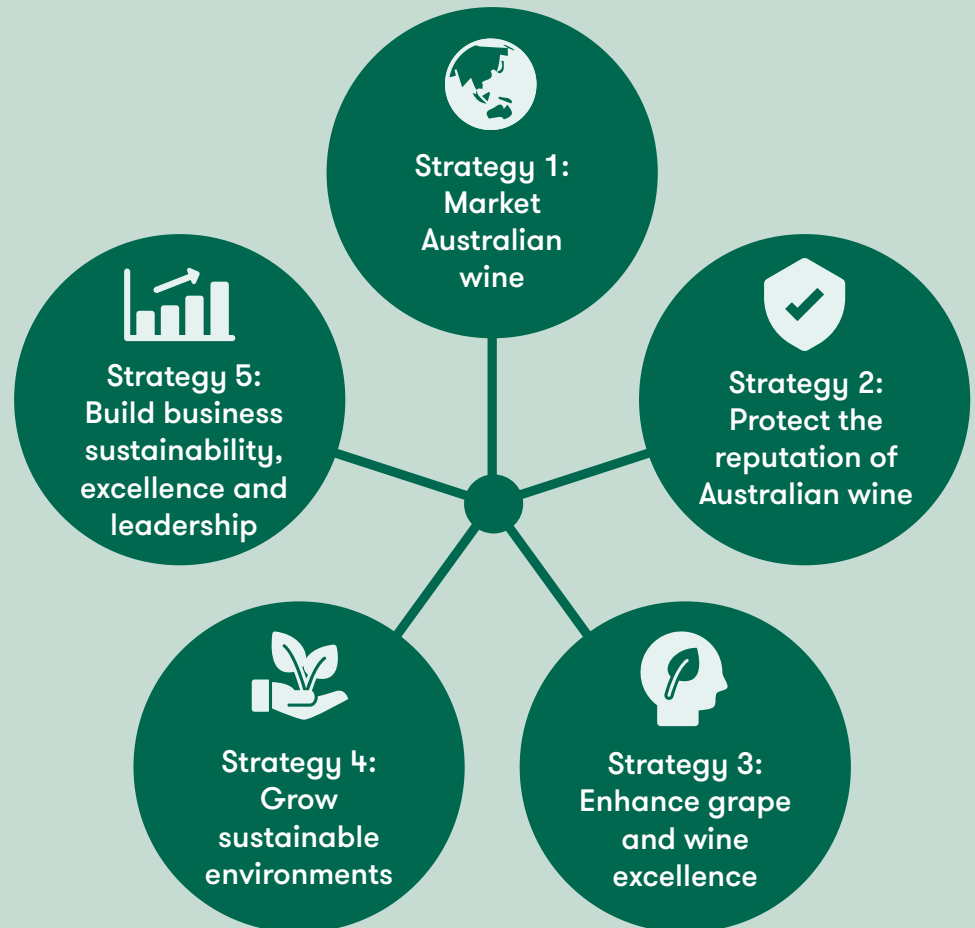 Strategy 1:
Market
Australian
wine
Strategy 2:
Protect the
reputation of
Australian wine
Strategy 3:
Enhance grape
and wine
excellence
Strategy 4:
Grow
sustainable
environments
Strategy 5:
Build business
sustainability,
excellence and
leadership